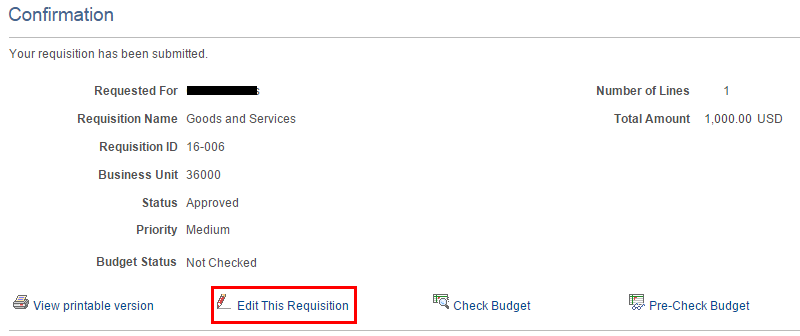 Confirmation
Your requisition has been submitted.
Requested For Number of Lines 1
Requisition Name Goods and Services Total Amount 1,000.00 USD
Requisition ID 16-006
Business Unit 36000
Status Approved
Priority Medium
Budget Status Not Checked
View printable version Edit This Requisition Check Budget Pre-Check Budget